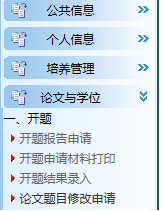 公共信息
个人信息
培养管理
论文与学位
一、开题
开题报告申请
开题申请材料打印
开题结果录入
论文题目修改申请